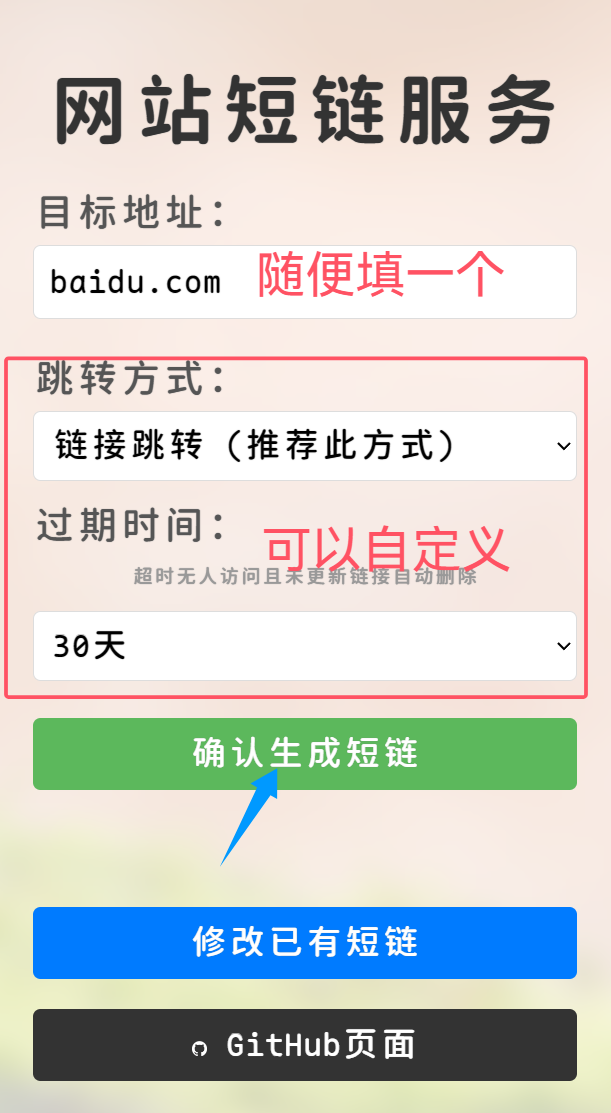 网站短链服务
目标地址：
baidu.com 随便填一个
跳转方式：
链接跳转（推荐此方式）
过期时间：
可以自定义
超时无人访问且未更新链接自动删除
30天
确认生成短链
修改已有短链
GitHub页面